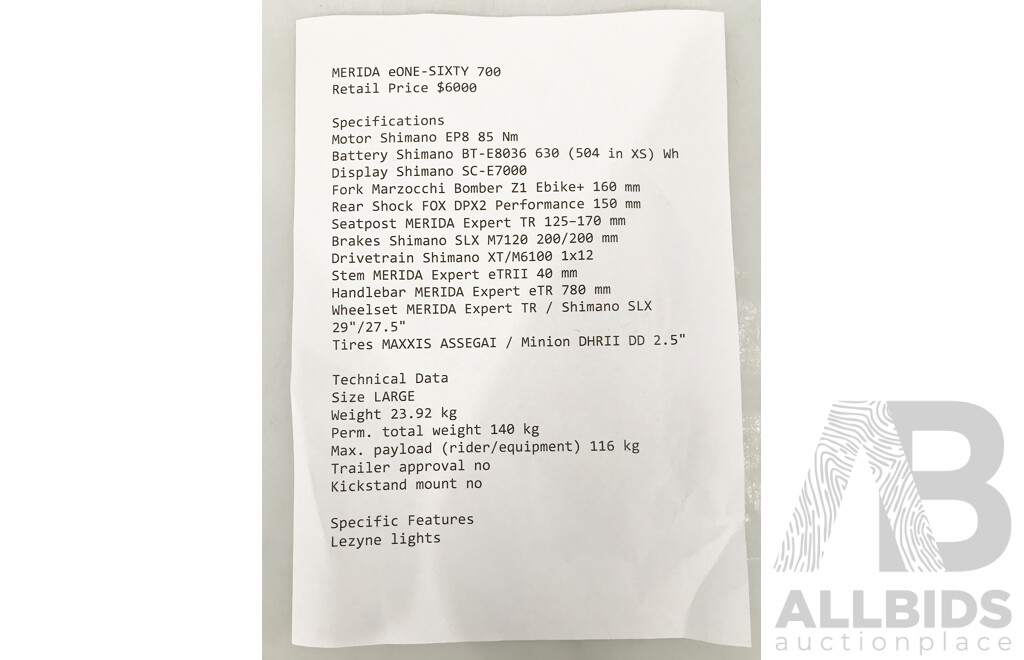 MERIDA eONE-SIXTY 700
Retail Price $6000
Specifications
Motor Shimano EP8 85 Nm
Battery Shimano BT-E8036 630 (504 in XS) Wh
Display Shimano SC-E7000
Fork Marzocchi Bomber Z1 Ebike+ 160 mm
Rear Shock FOX DPX2 Performance 150 mm
Seatpost MERIDA Expert TR 125–170 mm
Brakes Shimano SLX M7120 200/200 mm
Drivetrain Shimano XT/M6100 1x12
Stem MERIDA Expert eTRII 40 mm
Handlebar MERIDA Expert eTR 780 mm
Wheelset MERIDA Expert TR / Shimano SLX
29"/27.5"
Tires MAXXIS ASSEGAI / Minion DHRII DD 2.5"
Technical Data
Size LARGE
Weight 23.92 kg
Perm. total weight 140 kg
Max. payload (rider/equipment) 116 kg
Trailer approval no
Kickstand mount no
Specific Features
Lezyne lights
AB
ALLBIDS
auctionplace